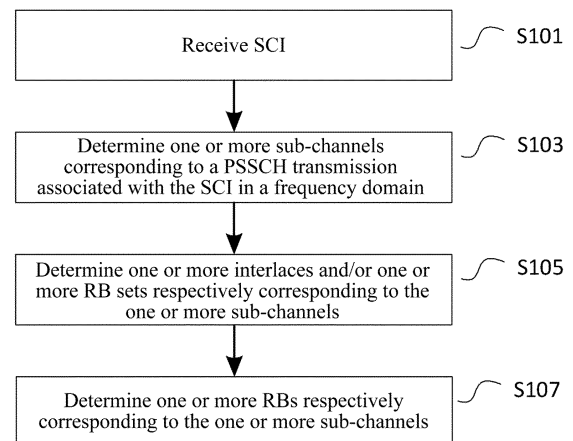 Receive SCI
S101
Determine one or more sub-channels
corresponding to a PSSCH transmission
associated with the SCI in a frequency domain
S103
Determine one or more interlaces and/or one or
more RB sets respectively corresponding to the
one or more sub-channels
S105
Determine one or more RBs respectively
corresponding to the one or more sub-channels
S107